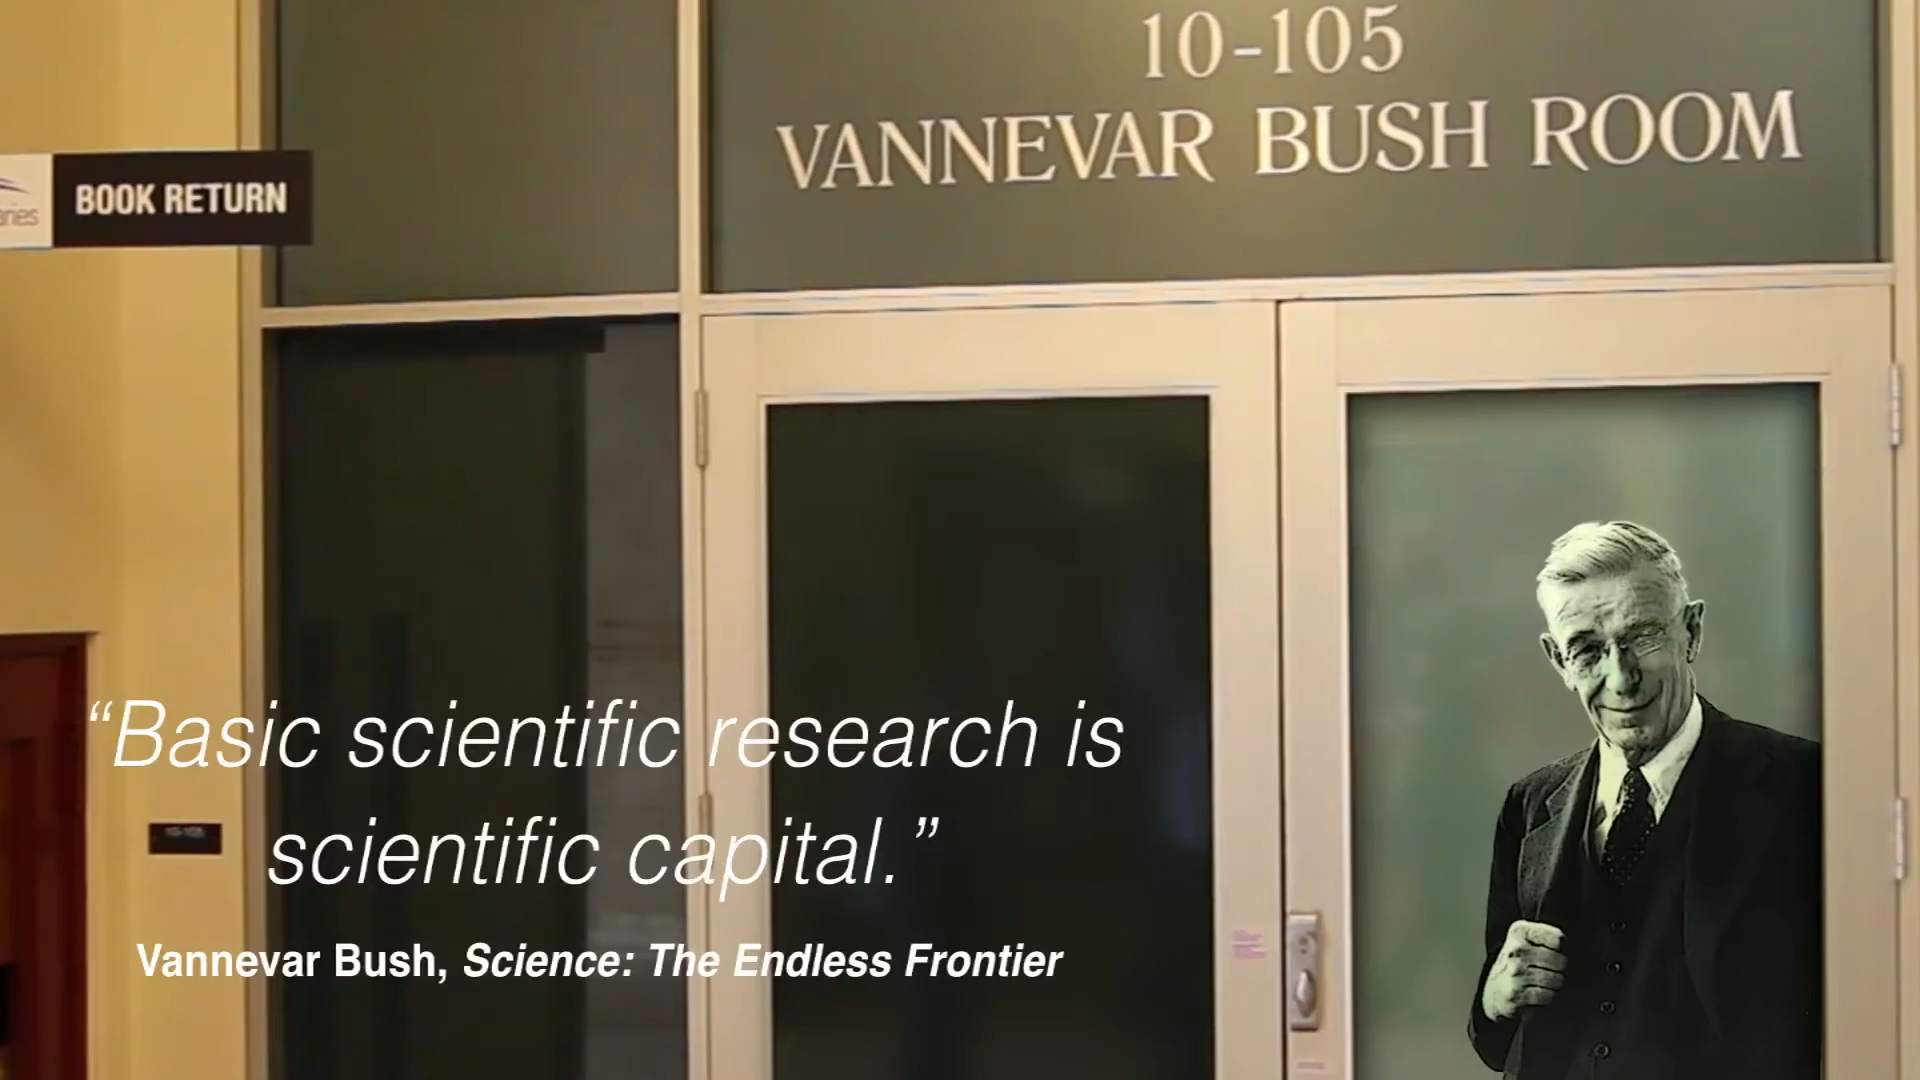 10-105
VANNEVAR BUSH ROOM
BOOK RETURN
“Basic scientific research is
scientific capital.”
Vannevar Bush, Science: The Endless Frontier